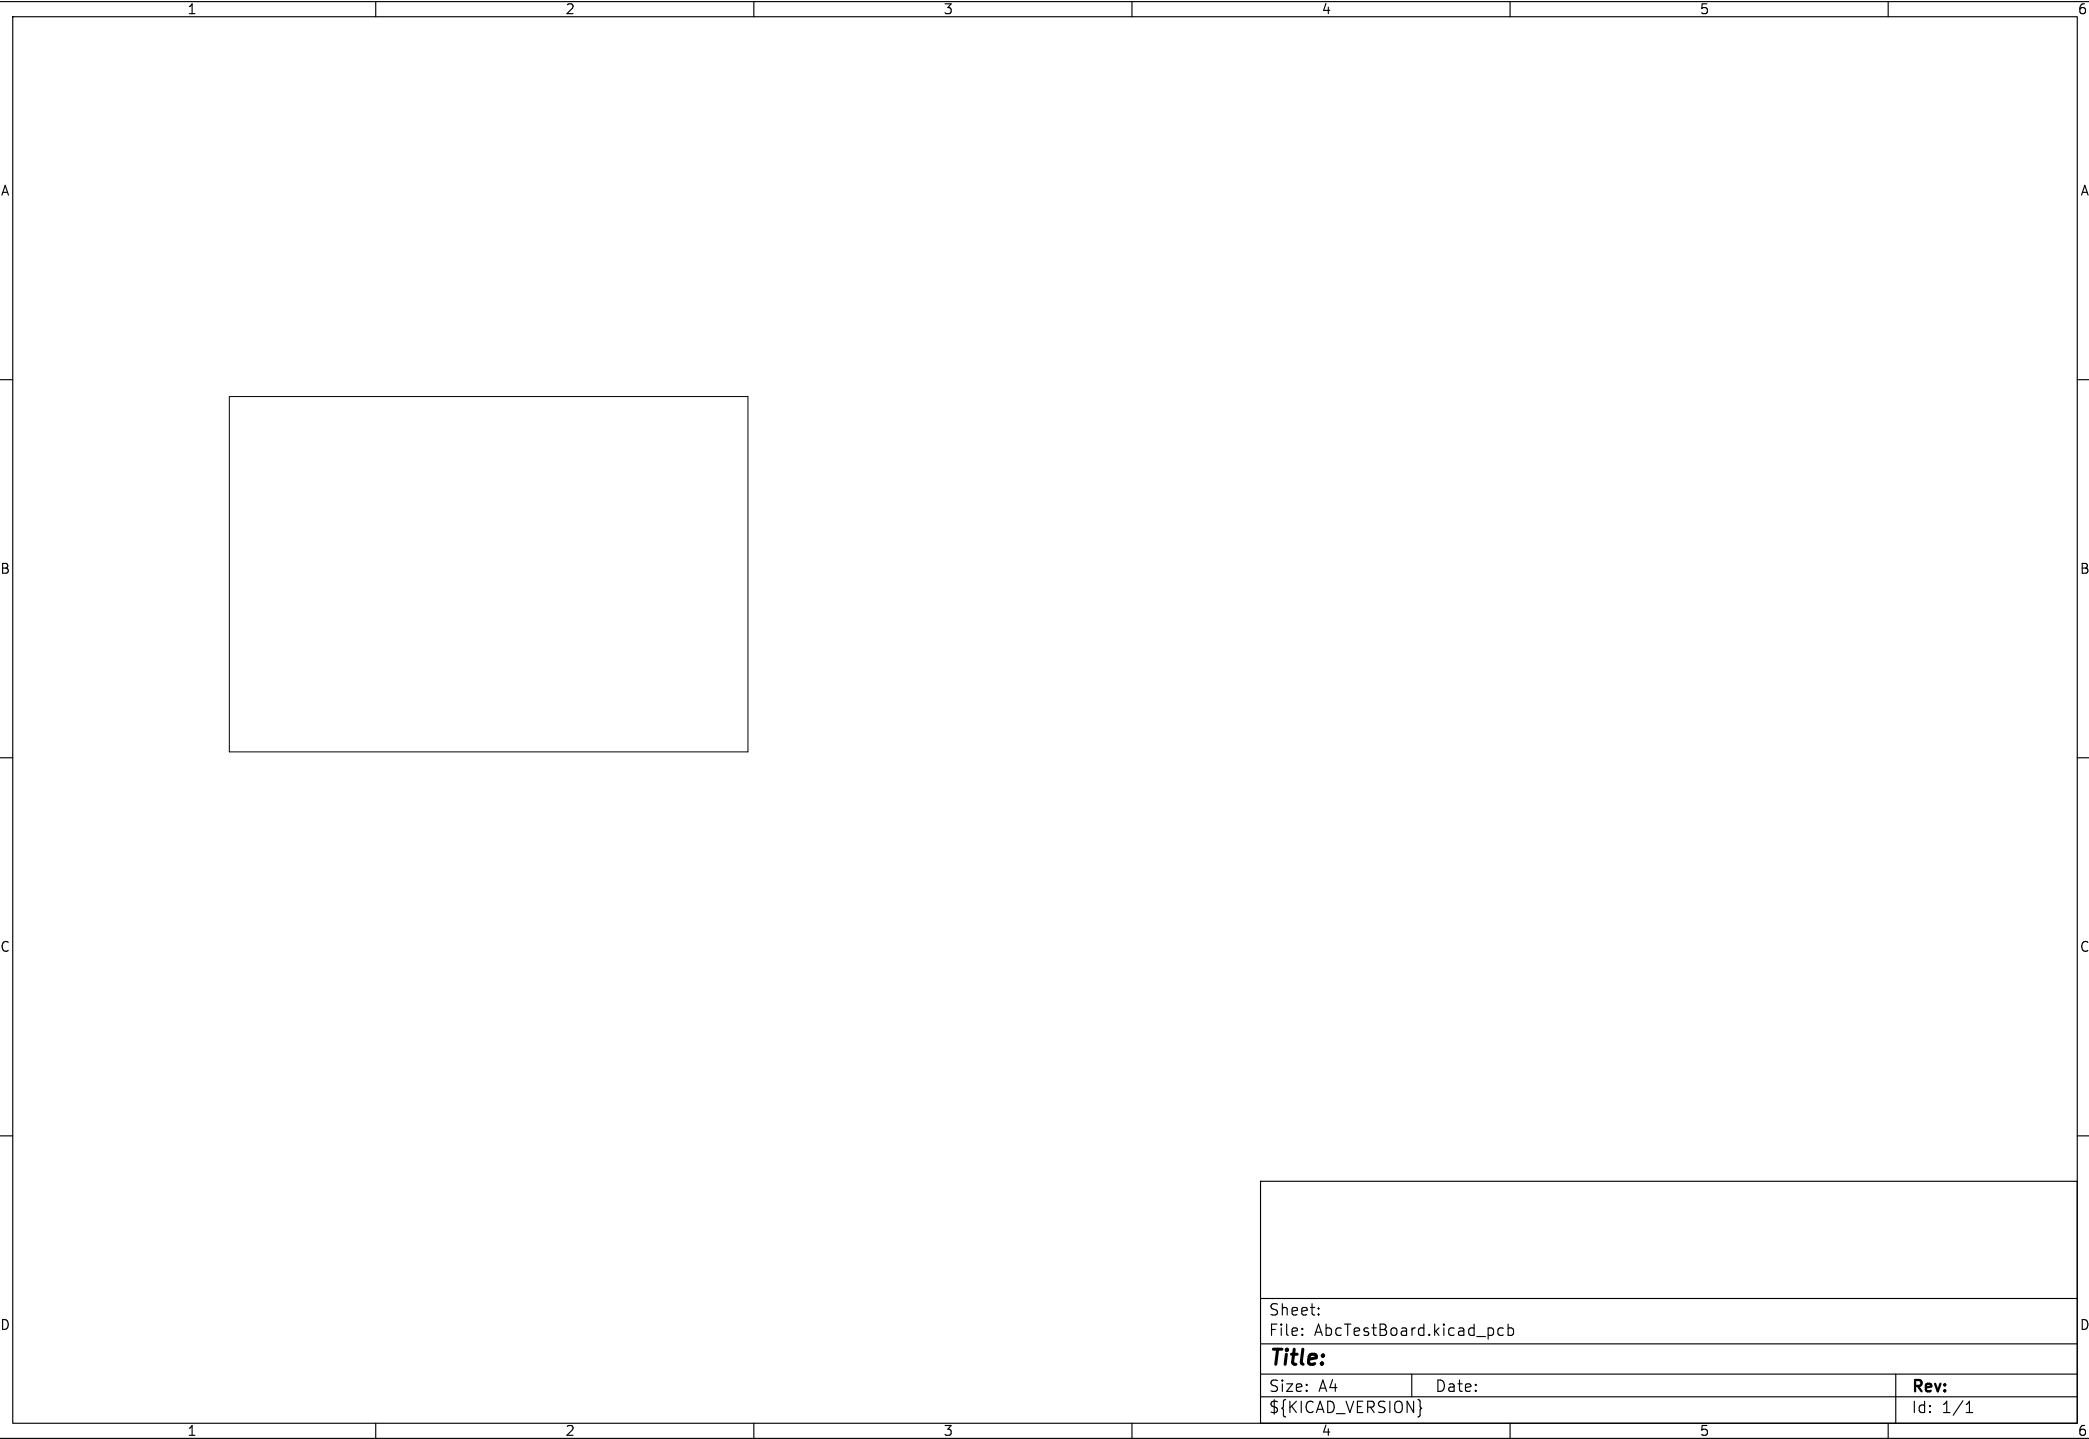 1 2 3 4 5 6
A A
B B
C C
Sheet:
D D
File: AbcTestBoard.kicad_pcb
Title:
Size: A4 Date: Rev:
${KICAD_VERSION} Id: 1/1
1 2 3 4 5 6